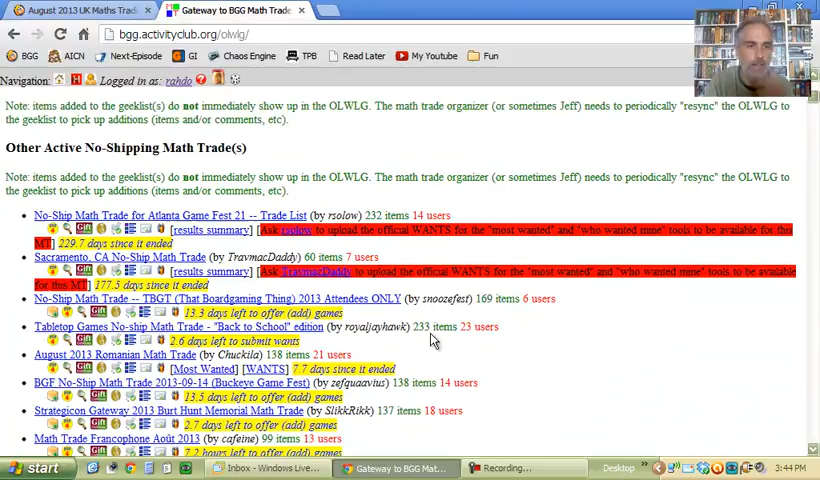 August 2013 UK Maths Trad
Gateway to BGG Math Trade
bgg.activityclub.org/olwlg/
BGG AICN Next-Episode GI Chaos Engine TPB Read Later My Youtube Fun
Navigation: H Logged in as: rahdo
Note: items added to the geeklist(s) do not immediately show up in the OLWLG. The math trade organizer (or sometimes Jeff) needs to periodically "resync" the OLWLG to
the geeklist to pick up additions (items and/or comments, etc).
Other Active No-Shipping Math Trade(s)
Note: items added to the geeklist(s) do not immediately show up in the OLWLG. The math trade organizer (or sometimes Jeff) needs to periodically "resync" the OLWLG to
the geeklist to pick up additions (items and/or comments, etc).
No-Ship Math Trade for Atlanta Game Fest 21 -- Trade List (by rsolow) 232 items 14 users
Gift [results summary] [Ask rsolow to upload the official WANTS for the "most wanted" and "who wanted mine" tools to be available for this
MT] 229.7 days since it ended
Sacramento, CA No-Ship Math Trade (by TravmacDaddy) 60 items 7 users
Gift [results summary] [Ask TravmacDaddy to upload the official WANTS for the "most wanted" and "who wanted mine" tools to be available
for this MT] 177.5 days since it ended
No-Ship Math Trade -- TBGT (That Boardgaming Thing) 2013 Attendees ONLY (by snoozefest) 169 items 6 users
Gift 13.3 days left to offer (add) games
Tabletop Games No-ship Math Trade - "Back to School" edition (by royaljayhawk) 233 items 23 users
Gift 2.6 days left to submit wants
August 2013 Romanian Math Trade (by Chuckila) 138 items 21 users
Gift [Most Wanted] [WANTS] 7.7 days since it ended
BGF No-Ship Math Trade 2013-09-14 (Buckeye Game Fest) (by zefquaavius) 138 items 14 users
Gift 13.5 days left to offer (add) games
Strategicon Gateway 2013 Burt Hunt Memorial Math Trade (by SlikkRikk) 137 items 18 users
Gift 2.7 days left to offer (add) games
Math Trade Francophone Août 2013 (by cafeine) 99 items 13 users
Gift 7.2 hours left to offer (add) games
start Inbox - Windows Live... Gateway to BGG Mat... Recording... Desktop 3:44 PM